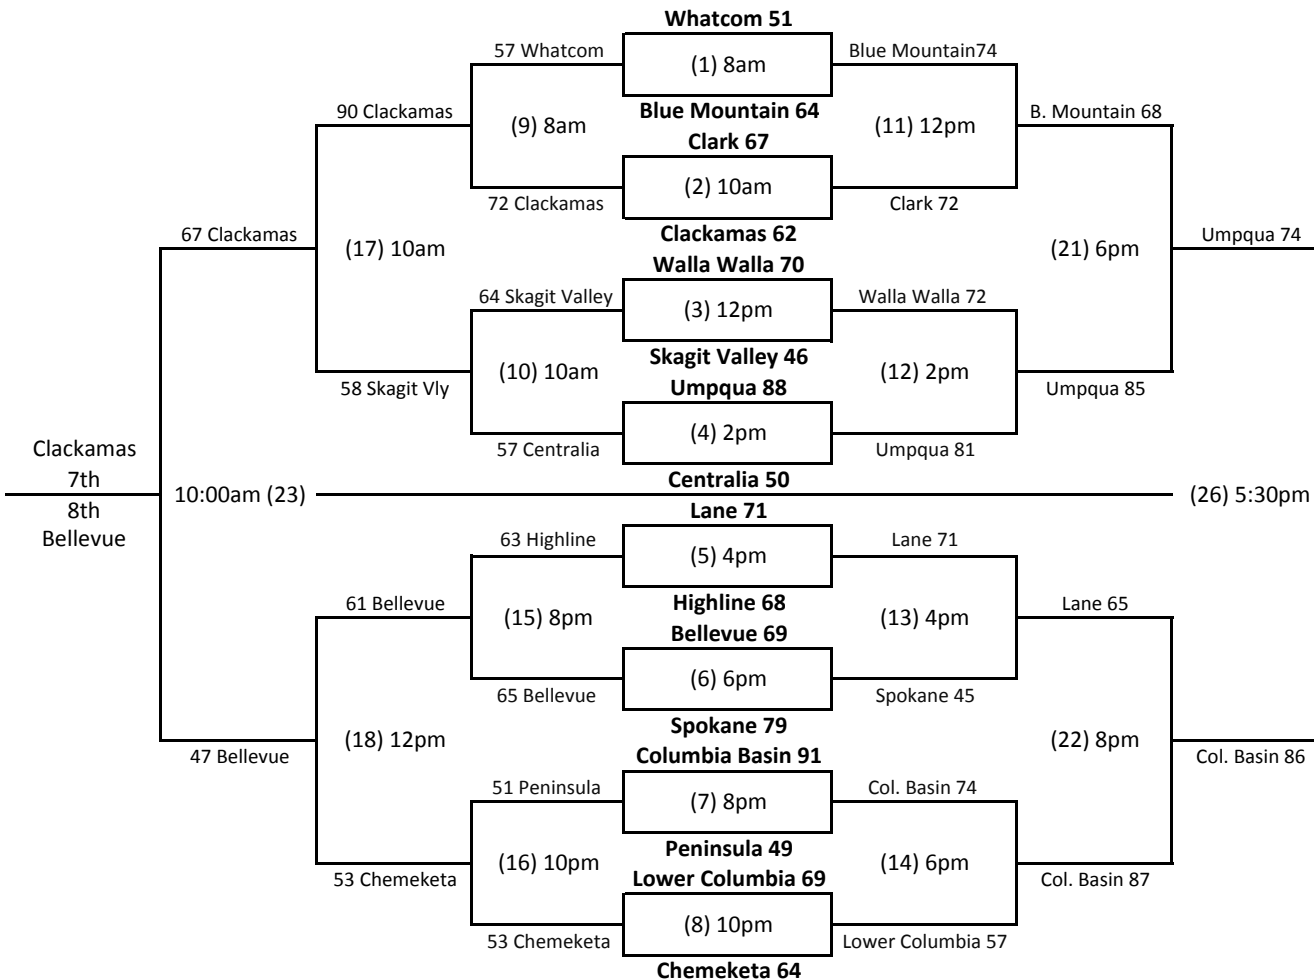 Whatcom 51
57 Whatcom
(1) 8am
Blue Mountain74
90 Clackamas
(9) 8am
Blue Mountain 64
(11) 12pm
B. Mountain 68
Clark 67
(2) 10am
72 Clackamas
Clark 72
67 Clackamas
(17) 10am
Clackamas 62
(21) 6pm
Umpqua 74
Walla Walla 70
64 Skagit Valley
(3) 12pm
Walla Walla 72
58 Skagit Vly
(10) 10am
Skagit Valley 46
(12) 2pm
Umpqua 85
Umpqua 88
(4) 2pm
57 Centralia
Umpqua 81
Clackamas
7th
8th
Bellevue
10:00am (23)
Centralia 50
(26) 5:30pm
Lane 71
63 Highline
(5) 4pm
Lane 71
61 Bellevue
(15) 8pm
Highline 68
(13) 4pm
Lane 65
Bellevue 69
(6) 6pm
65 Bellevue
Spokane 45
47 Bellevue
(18) 12pm
Spokane 79
(22) 8pm
Col. Basin 86
Columbia Basin 91
51 Peninsula
(7) 8pm
Col. Basin 74
53 Chemeketa
(16) 10pm
Peninsula 49
(14) 6pm
Col. Basin 87
Lower Columbia 69
(8) 10pm
53 Chemeketa
Lower Columbia 57
Chemeketa 64